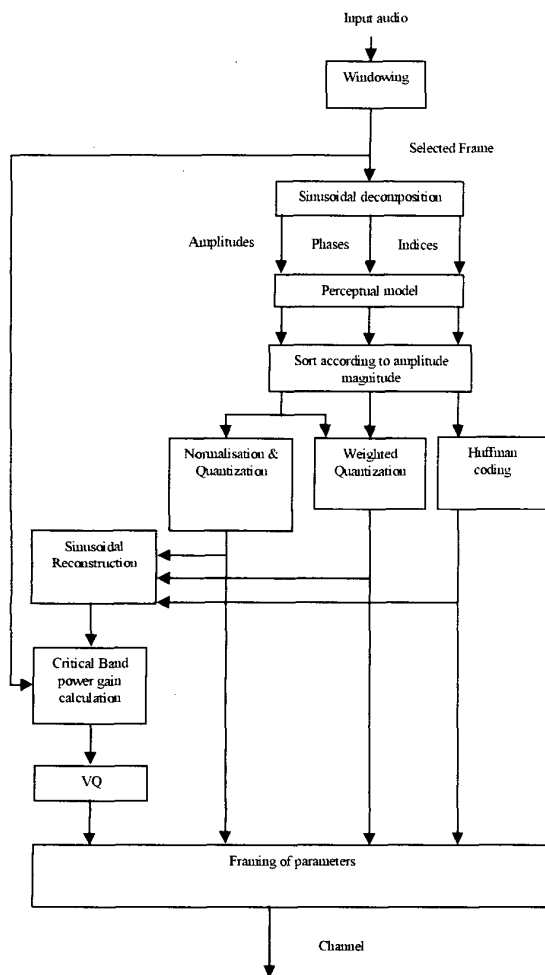 Input audio
Windowing
Selected Frame
Sinusoidal decomposition
Amplitudes
Phases
Indices
Perceptual model
Sort according to amplitude
magnitude
Normalisation &
Quantization
Weighted
Quantization
Huffman
coding
Sinusoidal
Reconstruction
Critical Band
power gain
calculation
VQ
Framing of parameters
Channel